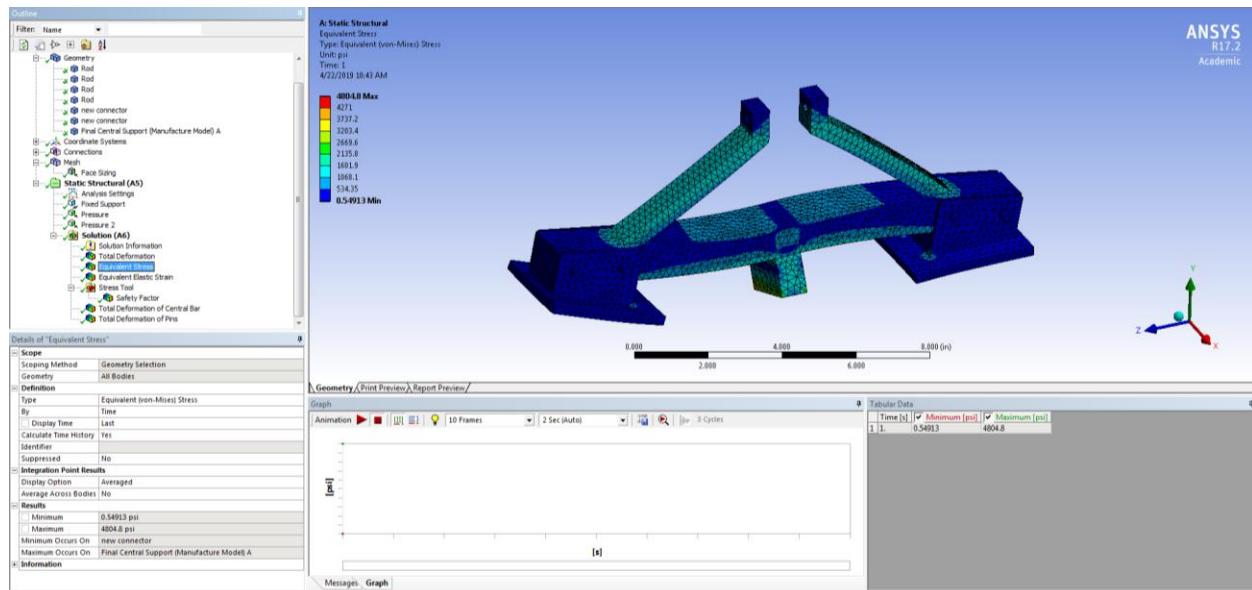 Outline
Filter: Name
Geometry
Rod
Rod
Rod
Rod
new connector
new connector
Final Central Support (Manufacture Model) A
Coordinate Systems
Connections
Mesh
Face Sizing
Static Structural (A5)
Analysis Settings
Fixed Support
Pressure
Pressure 2
Solution (A6)
Solution Information
Total Deformation
Equivalent Stress
Equivalent Elastic Strain
Stress Tool
Safety Factor
Total Deformation of Central Bar
Total Deformation of Pins
Details of "Equivalent Stress"
Scope
Scoping Method Geometry Selection
Geometry All Bodies
Definition
Type Equivalent (von-Mises) Stress
By Time
Display Time Last
Calculate Time History Yes
Identifier
Suppressed No
Integration Point Results
Display Option Averaged
Average Across Bodies No
Results
Minimum 0.54913 psi
Maximum 4804.8 psi
Minimum Occurs On new connector
Maximum Occurs On Final Central Support (Manufacture Model) A
Information
A: Static Structural
Equivalent Stress
Type: Equivalent (von-Mises) Stress
Unit: psi
Time: 1
4/22/2019 10:43 AM
4804.8 Max
4271
3737.2
3203.4
2669.6
2135.8
1601.9
1068.1
534.35
0.54913 Min
ANSYS
R17.2
Academic
Y
Z
X
0.000 4.000 8.000 (in)
2.000 6.000
Geometry Print Preview Report Preview
Graph
Animation 10 Frames 2 Sec (Auto) 3 Cycles
[psi]
[s]
Messages Graph
Tabular Data
Time [s] Minimum [psi] Maximum [psi]
1 1. 0.54913 4804.8